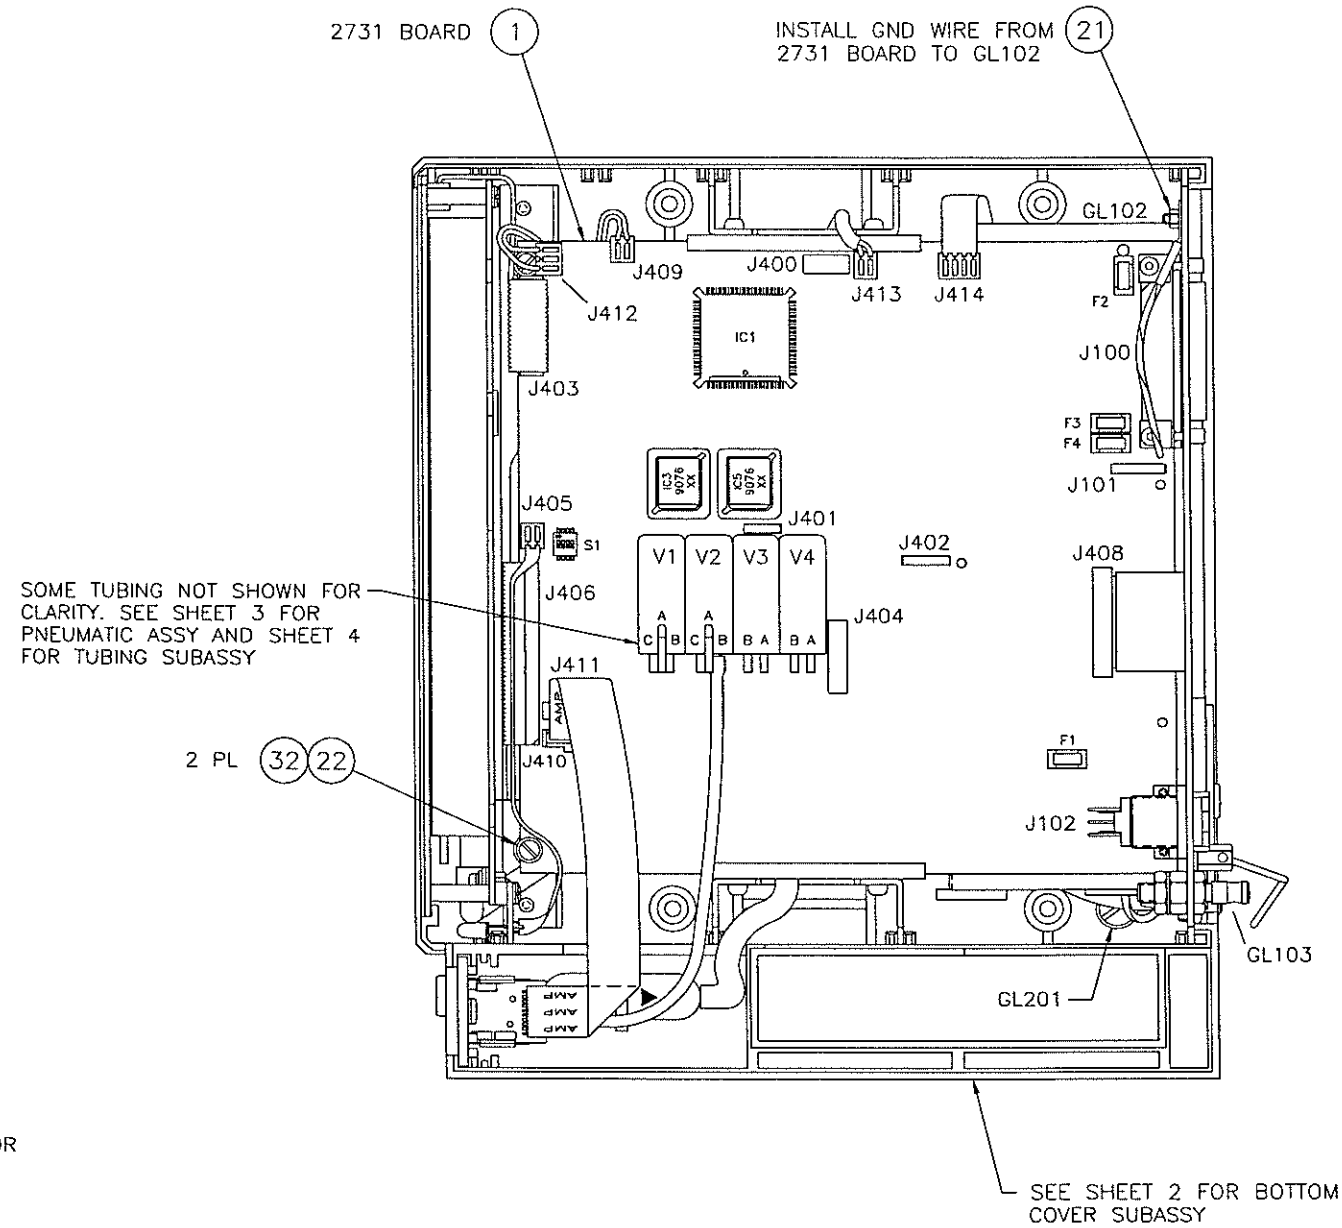 2731 BOARD 1
INSTALL GND WIRE FROM 21
2731 BOARD TO GL102
GL102
J409
J400
J413
J414
J412
F2
IC1
J100
J403
F3
F4
J101
IC3
9076
XX
IC5
9076
XX
J405
S1
J401
J402
J408
V1 V2 V3 V4
J406
J404
A A
C B C B B A B A
SOME TUBING NOT SHOWN FOR
CLARITY. SEE SHEET 3 FOR
PNEUMATIC ASSY AND SHEET 4
FOR TUBING SUBASSY
J411
AMP
J410
2 PL 32 22
F1
J102
GL103
GL201
AMP
AMP
AMP
OR
SEE SHEET 2 FOR BOTTOM
COVER SUBASSY